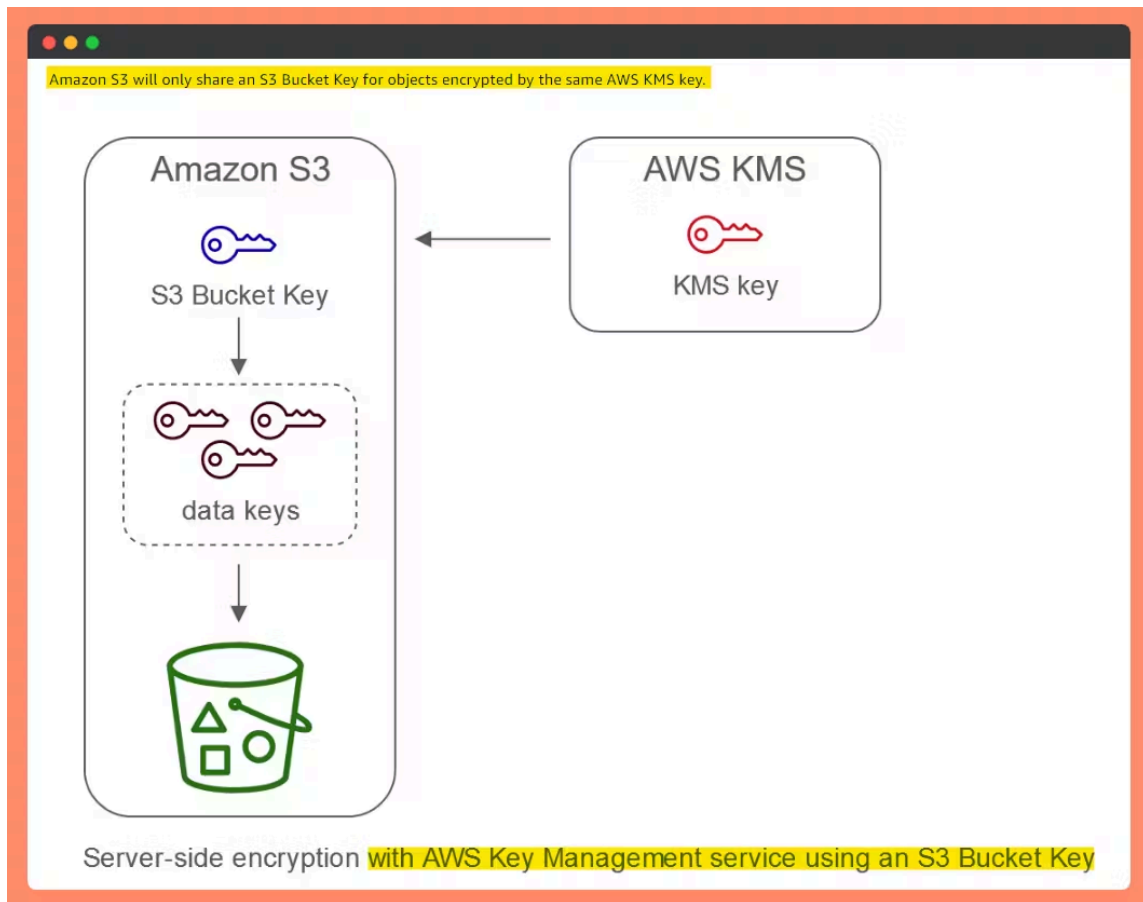 Amazon S3 will only share an S3 Bucket Key for objects encrypted by the same AWS KMS key.
Amazon S3
AWS KMS
S3 Bucket Key
KMS key
data keys
Server-side encryption with AWS Key Management service using an S3 Bucket Key